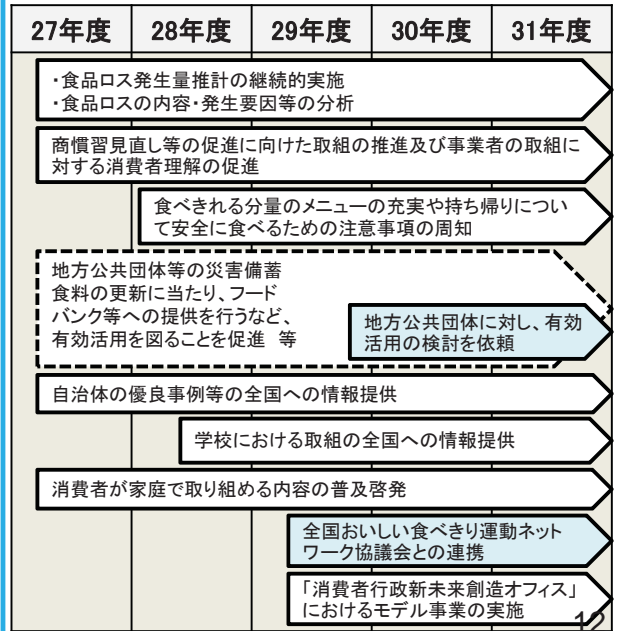 27年度 28年度 29年度 30年度 31年度
・食品ロス発生量推計の継続的実施
・食品ロスの内容・発生要因等の分析
商慣習見直し等の促進に向けた取組の推進及び事業者の取組に
対する消費者理解の促進
食べきれる分量のメニューの充実や持ち帰りについ
て安全に食べるための注意事項の周知
地方公共団体等の災害備蓄
食料の更新に当たり、フード
バンク等への提供を行うなど、
有効活用を図ることを促進 等
地方公共団体に対し、有効
活用の検討を依頼
自治体の優良事例等の全国への情報提供
学校における取組の全国への情報提供
消費者が家庭で取り組める内容の普及啓発
全国おいしい食べきり運動ネット
ワーク協議会との連携
「消費者行政新未来創造オフィス」
におけるモデル事業の実施
12